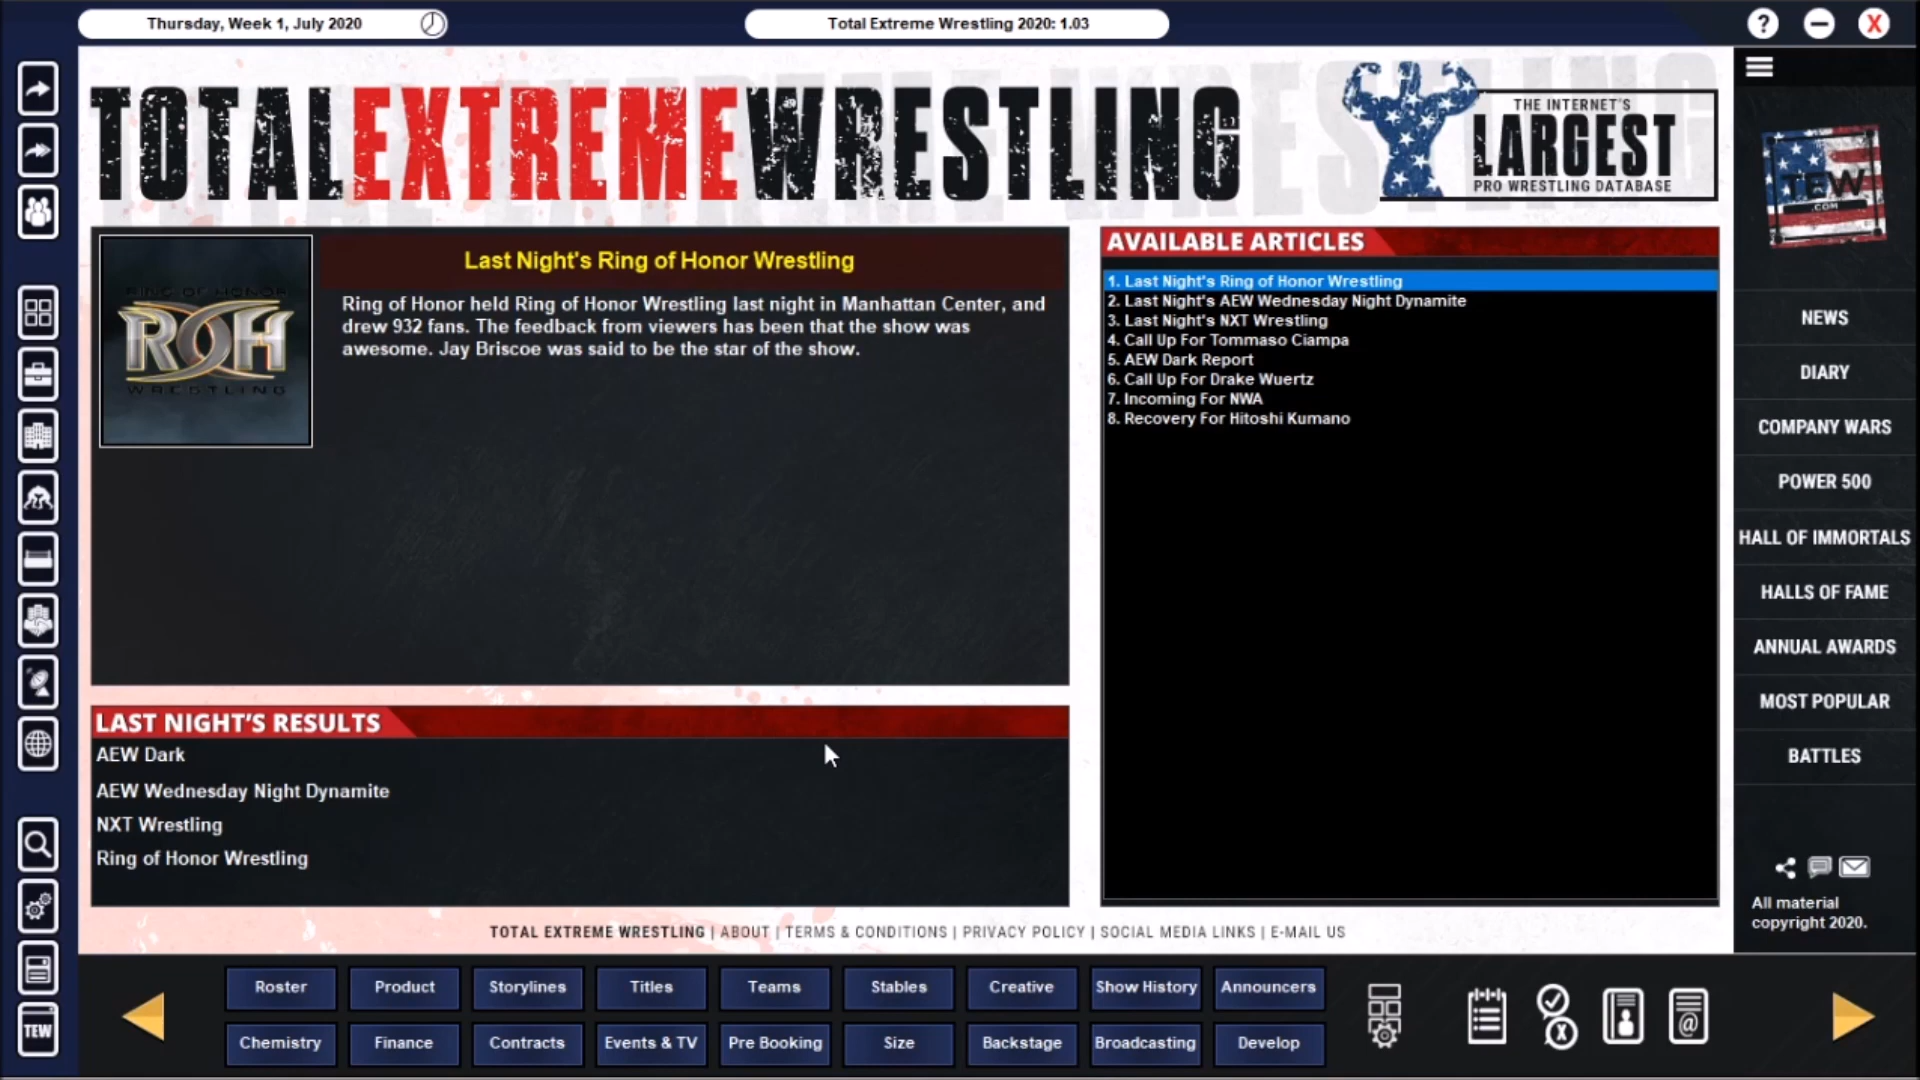 Thursday, Week 1, July 2020
Total Extreme Wrestling 2020: 1.03
?
X
TOTALEXTREMEWRESTLING
THE INTERNET'S
LARGEST
PRO WRESTLING DATABASE
TEW
.COM
Last Night's Ring of Honor Wrestling
RING OF HONOR
ROH
WRESTLING
Ring of Honor held Ring of Honor Wrestling last night in Manhattan Center, and
drew 932 fans. The feedback from viewers has been that the show was
awesome. Jay Briscoe was said to be the star of the show.
AVAILABLE ARTICLES
1. Last Night's Ring of Honor Wrestling
2. Last Night's AEW Wednesday Night Dynamite
3. Last Night's NXT Wrestling
4. Call Up For Tommaso Ciampa
5. AEW Dark Report
6. Call Up For Drake Wuertz
7. Incoming For NWA
8. Recovery For Hitoshi Kumano
NEWS
DIARY
COMPANY WARS
POWER 500
HALL OF IMMORTALS
HALLS OF FAME
ANNUAL AWARDS
MOST POPULAR
BATTLES
LAST NIGHT'S RESULTS
AEW Dark
AEW Wednesday Night Dynamite
NXT Wrestling
Ring of Honor Wrestling
All material
copyright 2020.
TOTAL EXTREME WRESTLING | ABOUT | TERMS & CONDITIONS | PRIVACY POLICY | SOCIAL MEDIA LINKS | E-MAIL US
TEW
Roster Product Storylines Titles Teams Stables Creative Show History Announcers
Chemistry Finance Contracts Events & TV Pre Booking Size Backstage Broadcasting Develop